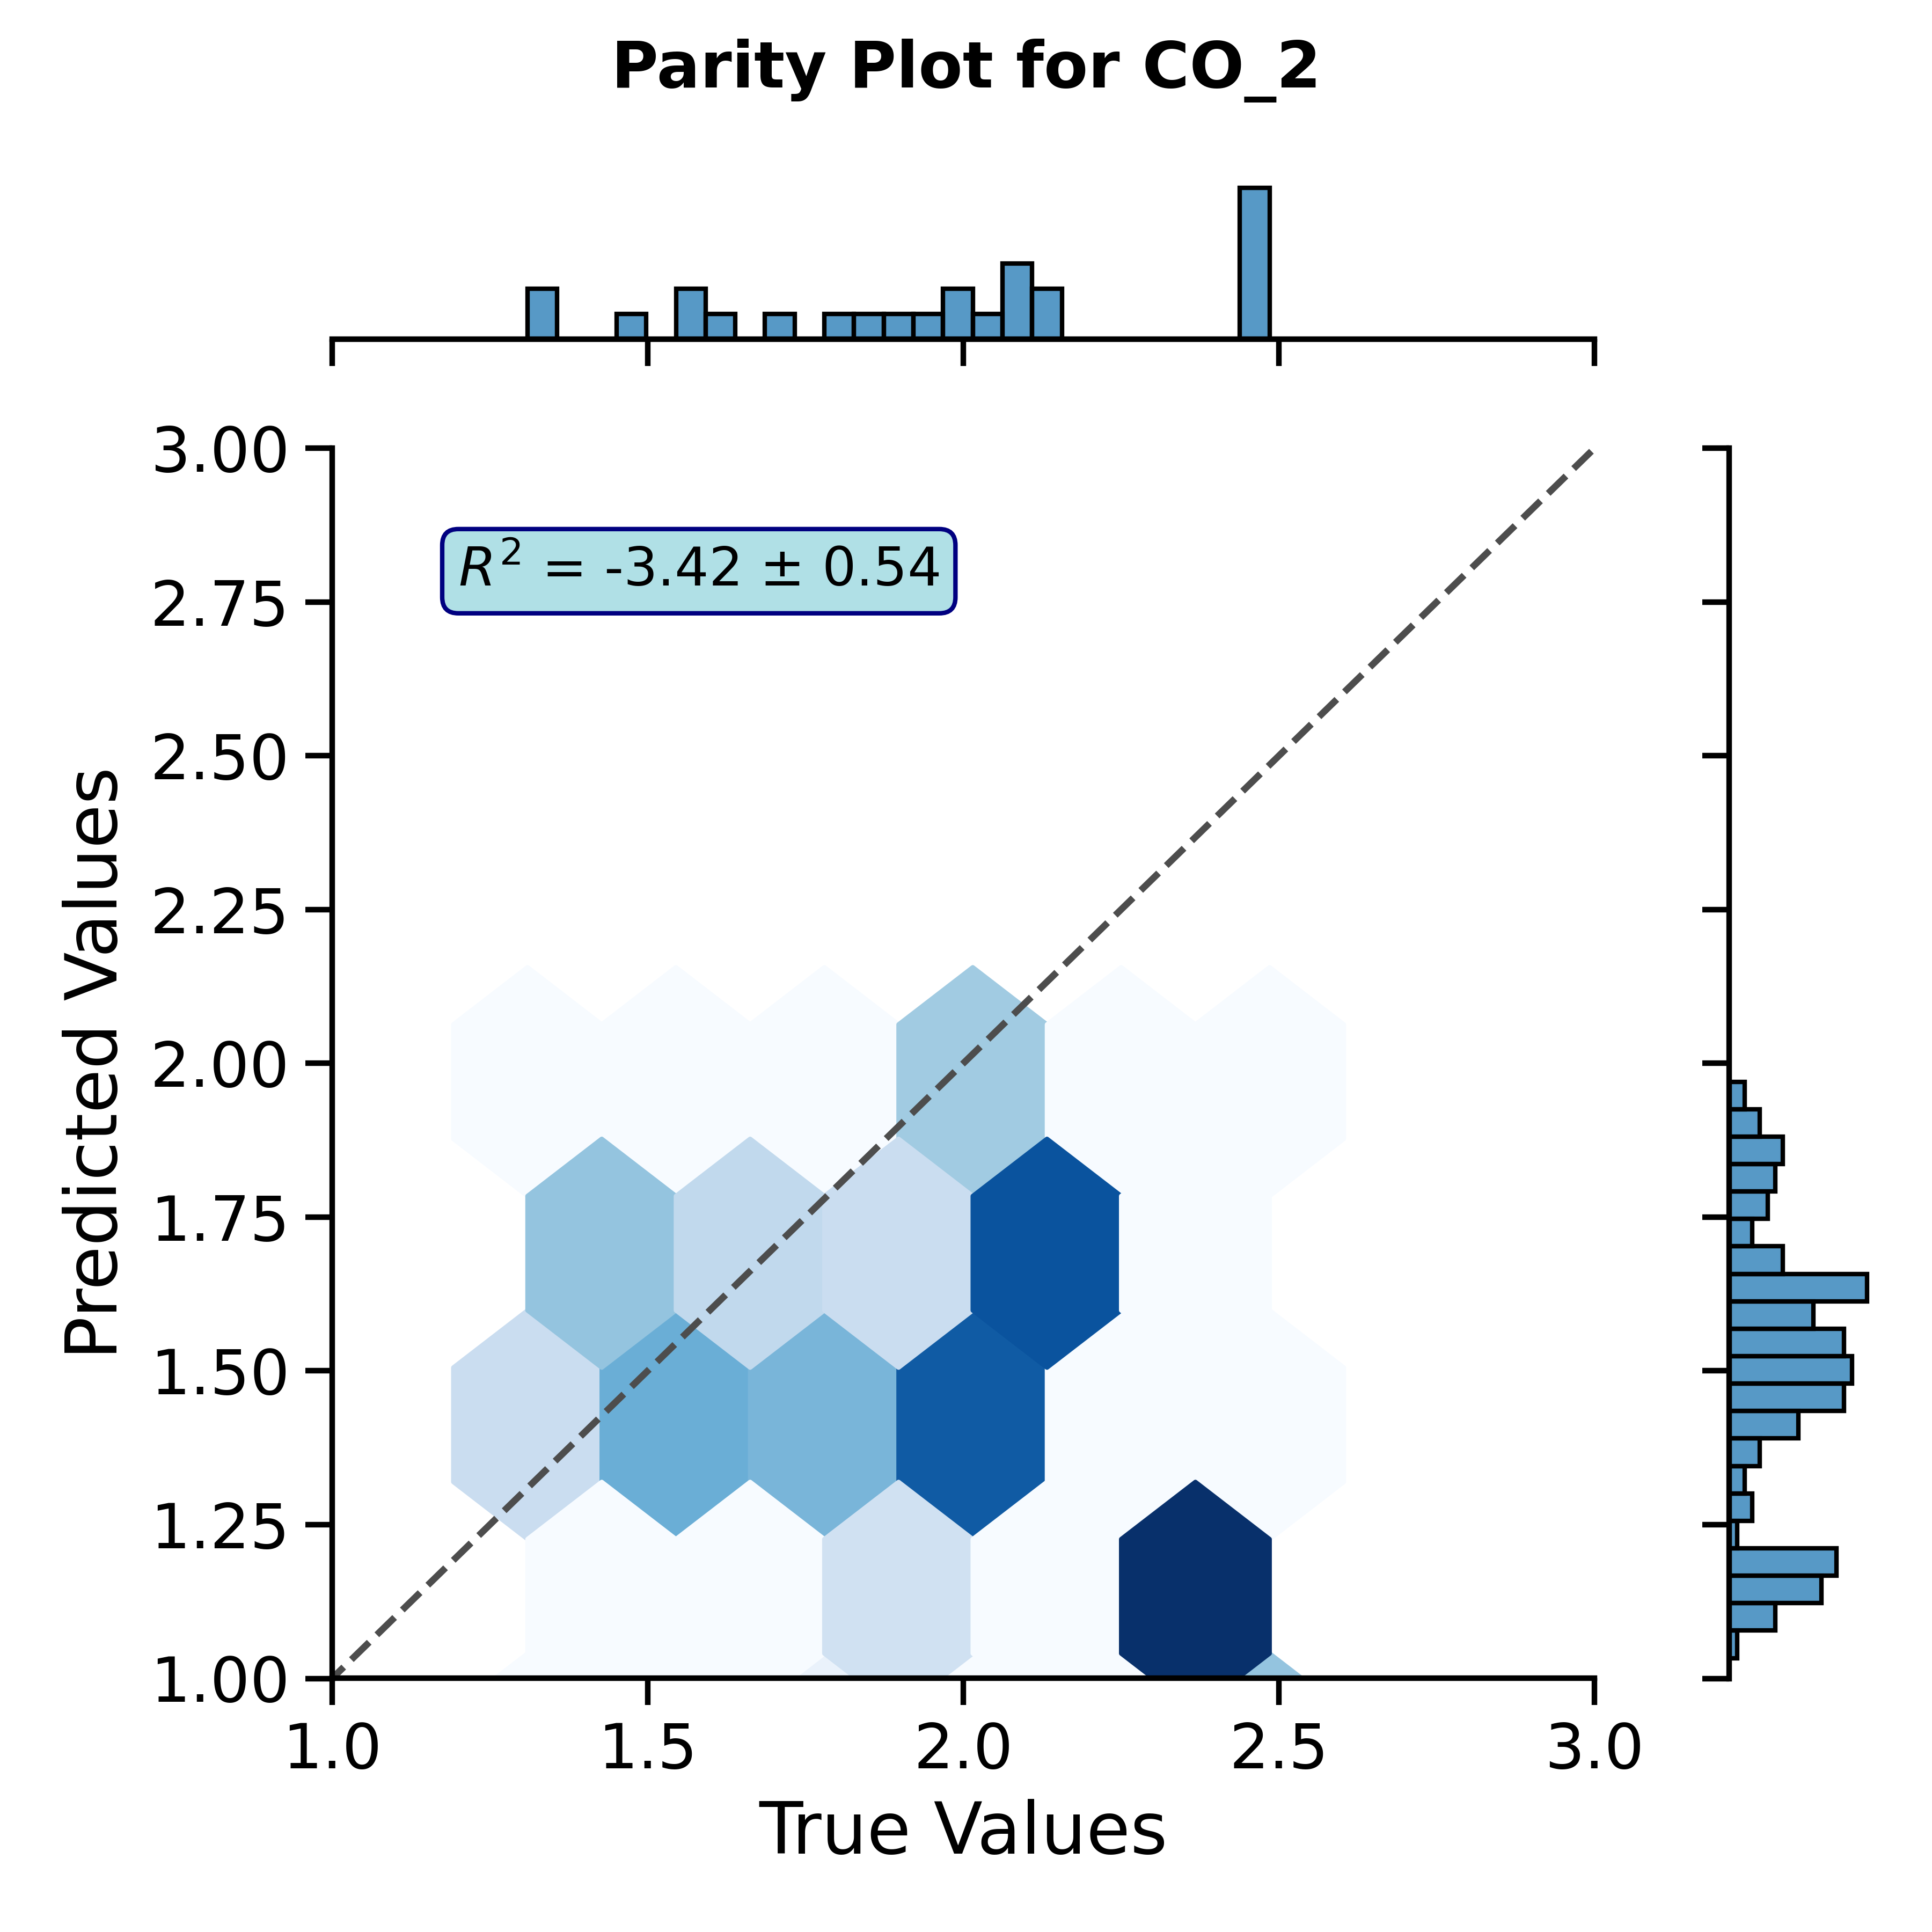 Parity Plot for CO_2
R² = -3.42 ± 0.54
Predicted Values
3.00
2.75
2.50
2.25
2.00
1.75
1.50
1.25
1.00
1.0 1.5 2.0 2.5 3.0
True Values